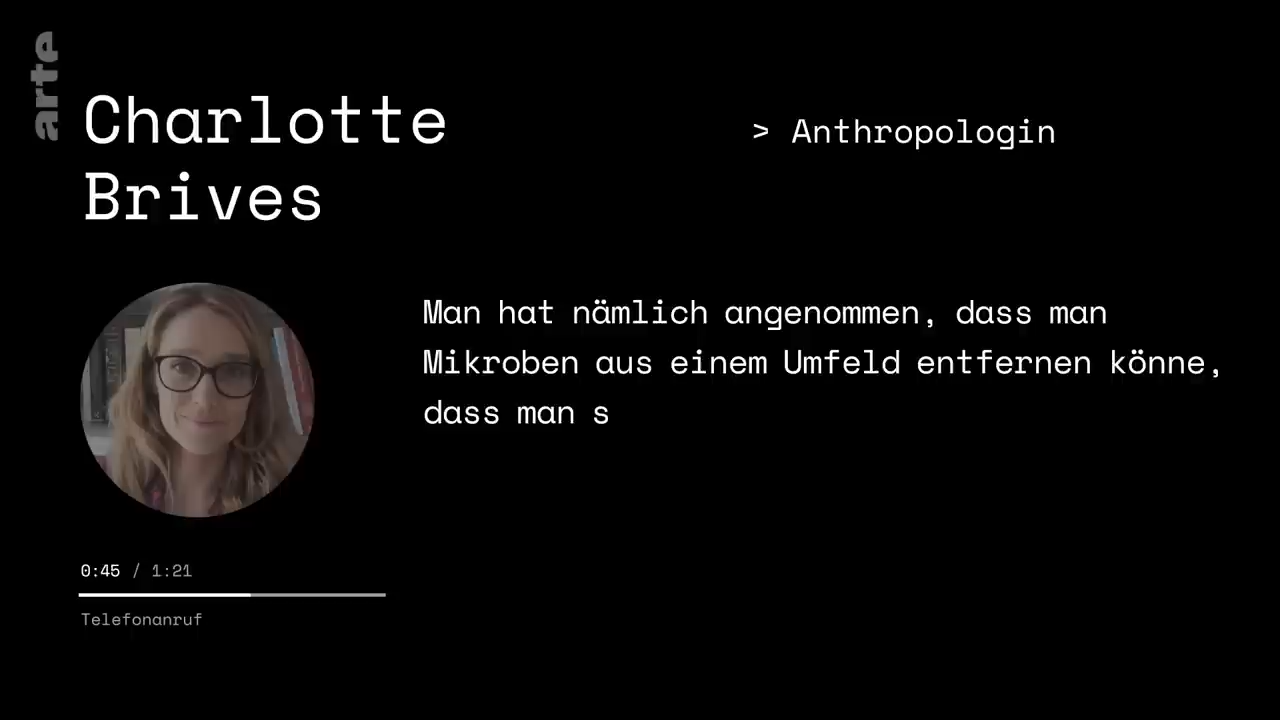 arte
Charlotte
Brives
> Anthropologin
Man hat nämlich angenommen, dass man
Mikroben aus einem Umfeld entfernen könne,
dass man s
0:45 / 1:21
Telefonanruf